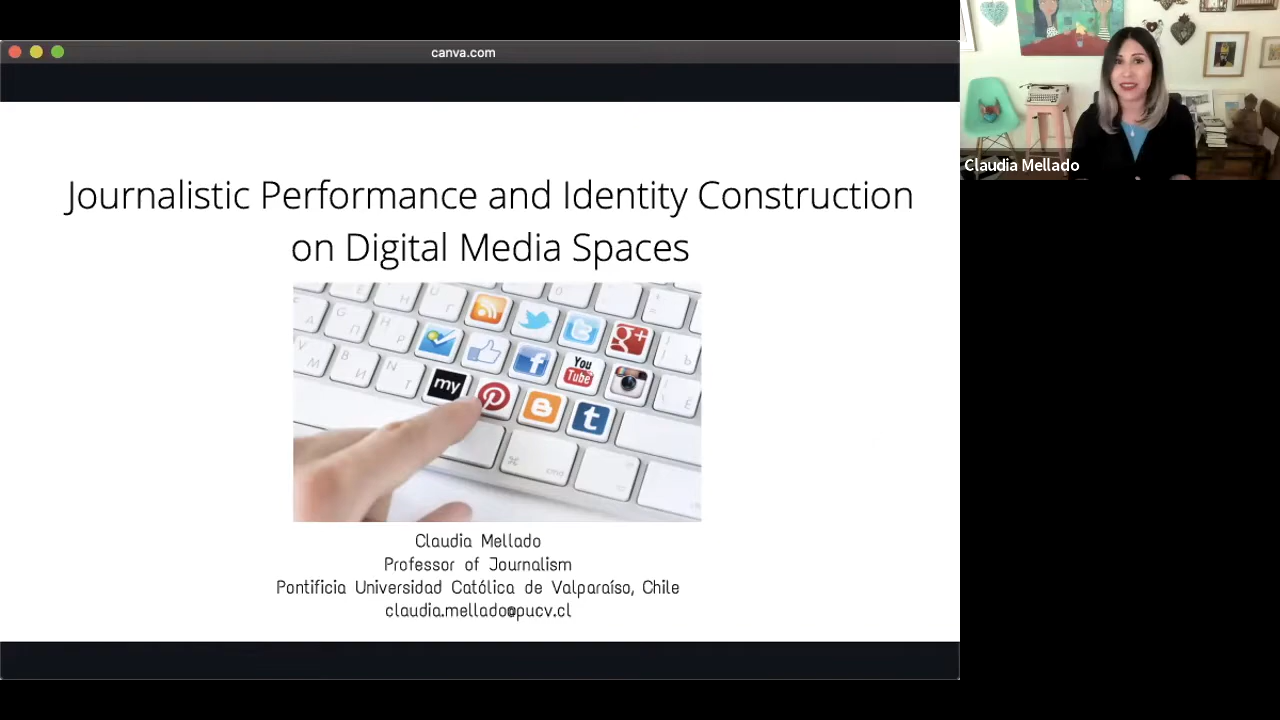 canva.com
Claudia Mellado
Journalistic Performance and Identity Construction
on Digital Media Spaces
g+
f
You
Tube
my
t
Claudia Mellado
Professor of Journalism
Pontificia Universidad Católica de Valparaíso, Chile
claudia.mellado@pucv.cl